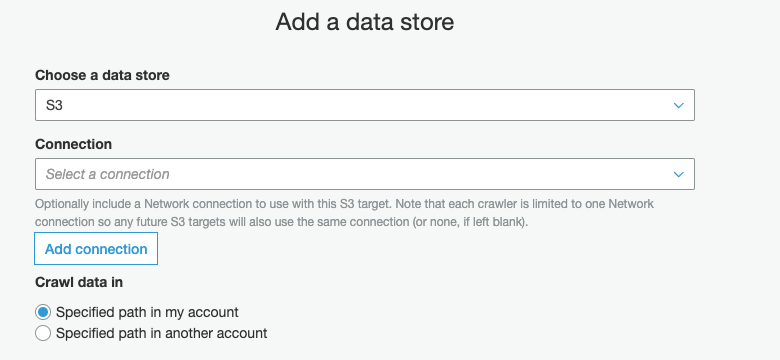 Add a data store
Choose a data store
S3
Connection
Select a connection
Optionally include a Network connection to use with this S3 target. Note that each crawler is limited to one Network
connection so any future S3 targets will also use the same connection (or none, if left blank).
Add connection
Crawl data in
Specified path in my account
Specified path in another account